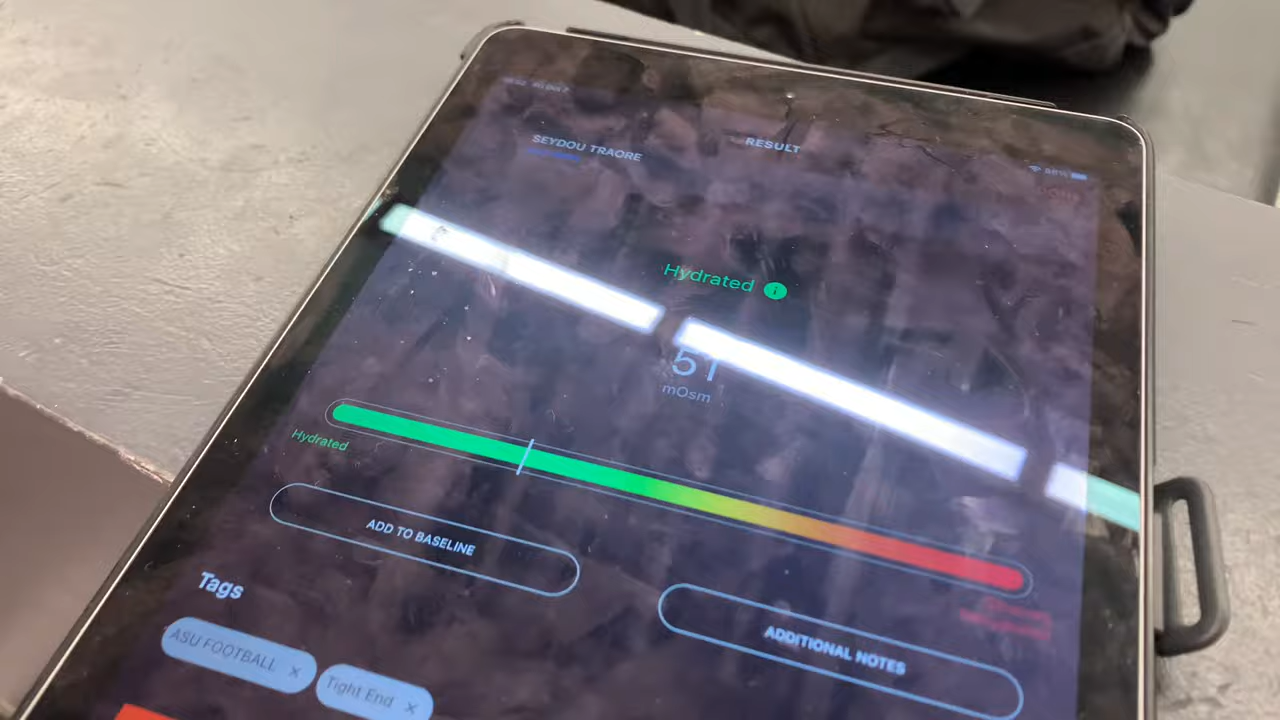 SEYDOU TRAORE
RESULT
Hydrated
i
51
mOsm
Hydrated
ADD TO BASELINE
ADDITIONAL NOTES
Tags
ASU FOOTBALL ×
Tight End ×